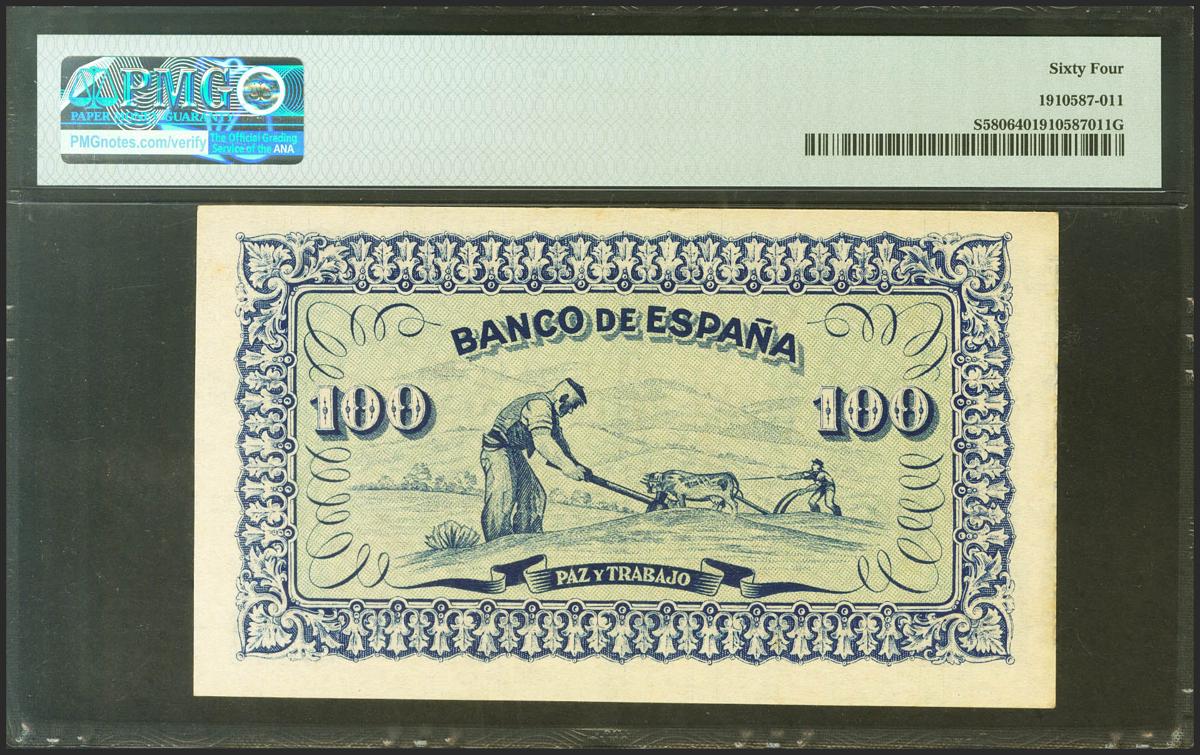 PMG
PAPER MONEY GUARANTY
PMGnotes.com/verify
The Official Grading
Service of the ANA
Sixty Four
1910587-011
S5806401910587011G
BANCO DE ESPAÑA
100 100
PAZ Y TRABAJO